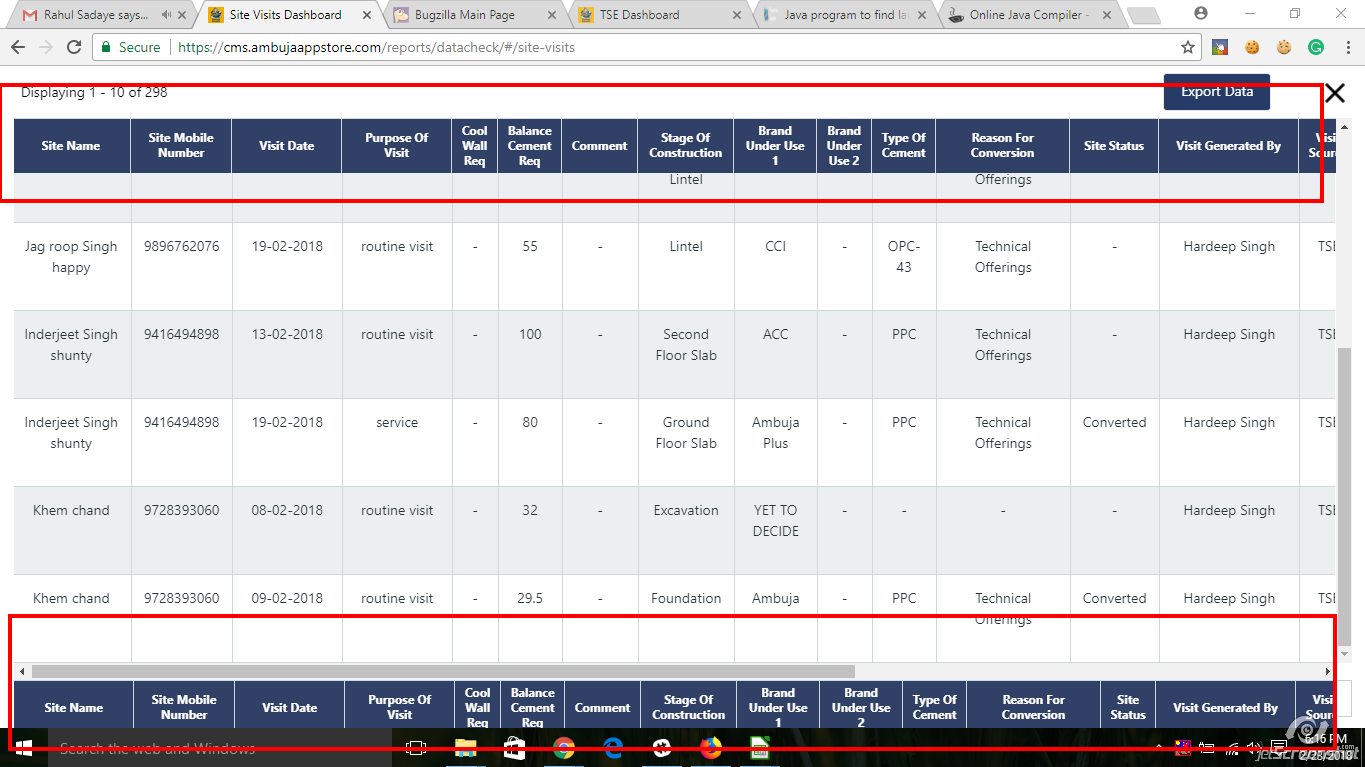 Rahul Sadaye says...
Site Visits Dashboard
Bugzilla Main Page
TSE Dashboard
Java program to find la
Online Java Compiler -
Secure
https://cms.ambujaappstore.com/reports/datacheck/#/site-visits
Displaying 1 - 10 of 298
Export Data
Site Name
Site Mobile
Number
Visit Date
Purpose Of
Visit
Cool
Wall
Req
Balance
Cement
Req
Comment
Stage Of
Construction
Brand
Under Use
1
Brand
Under
Use 2
Type Of
Cement
Reason For
Conversion
Site Status
Visit Generated By
Visi
Sour
Lintel
Offerings
Jag roop Singh
happy
9896762076
19-02-2018
routine visit
-
55
-
Lintel
CCI
-
OPC-
43
Technical
Offerings
-
Hardeep Singh
TSE
Inderjeet Singh
shunty
9416494898
13-02-2018
routine visit
-
100
-
Second
Floor Slab
ACC
-
PPC
Technical
Offerings
-
Hardeep Singh
TSE
Inderjeet Singh
shunty
9416494898
19-02-2018
service
-
80
-
Ground
Floor Slab
Ambuja
Plus
-
PPC
Technical
Offerings
Converted
Hardeep Singh
TSE
Khem chand
9728393060
08-02-2018
routine visit
-
32
-
Excavation
YET TO
DECIDE
-
-
-
-
Hardeep Singh
TSE
Khem chand
9728393060
09-02-2018
routine visit
-
29.5
-
Foundation
Ambuja
-
PPC
Technical
Offerings
Converted
Hardeep Singh
TSE
Site Name
Site Mobile
Number
Visit Date
Purpose Of
Visit
Cool
Wall
Req
Balance
Cement
Req
Comment
Stage Of
Construction
Brand
Under Use
1
Brand
Under Use
2
Type Of
Cement
Reason For
Conversion
Site
Status
Visit Generated By
Visi
Sour
Search the web and Windows
6:16 PM
2/23/2018